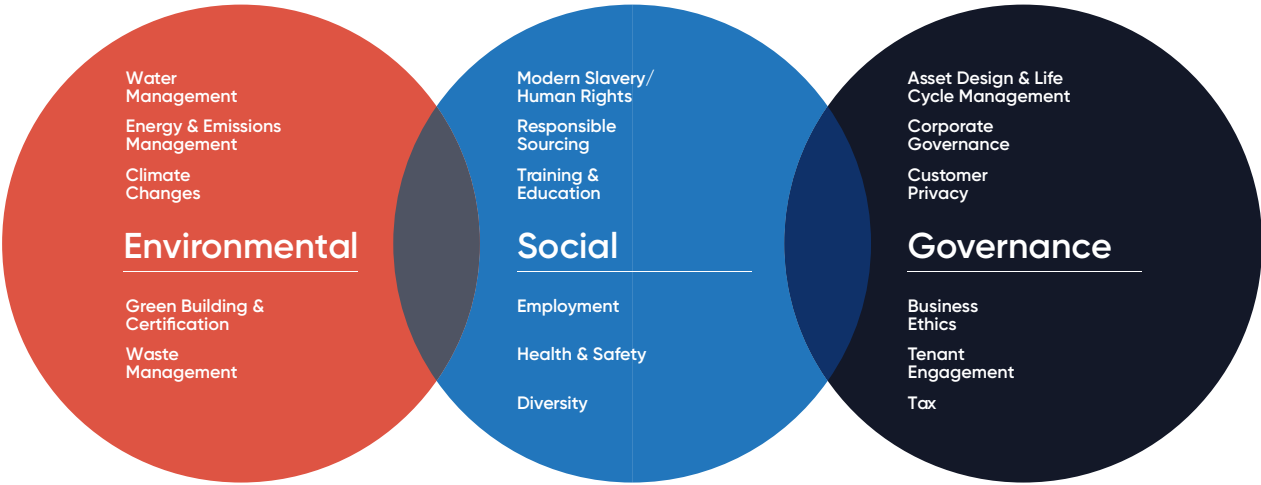 Water
Management
Energy & Emissions
Management
Climate
Changes
Environmental
Green Building &
Certification
Waste
Management
Modern Slavery/
Human Rights
Responsible
Sourcing
Training &
Education
Social
Employment
Health & Safety
Diversity
Asset Design & Life
Cycle Management
Corporate
Governance
Customer
Privacy
Governance
Business
Ethics
Tenant
Engagement
Tax